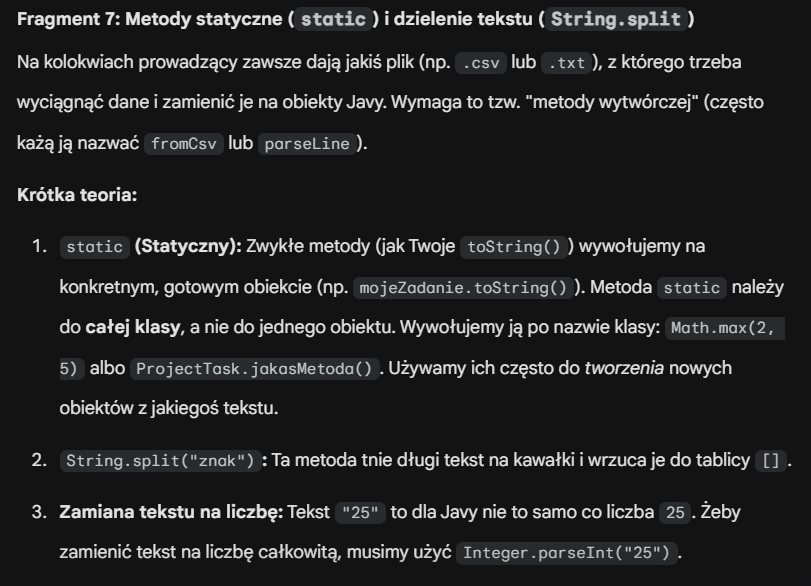 Fragment 7: Metody statyczne (static) i dzielenie tekstu (String.split)
Na kolokwiach prowadzący zawsze dają jakiś plik (np. .csv lub .txt), z którego trzeba
wyciągnąć dane i zamienić je na obiekty Javy. Wymaga to tzw. "metody wytwórczej" (często
każą ją nazwać fromCsv lub parseLine).
Krótka teoria:
1. static (Statyczny): Zwykłe metody (jak Twoje toString()) wywołujemy na
konkretnym, gotowym obiekcie (np. mojeZadanie.toString()). Metoda static należy
do całej klasy, a nie do jednego obiektu. Wywołujemy ją po nazwie klasy: Math.max(2,
5) albo ProjectTask.jakasMetoda(). Używamy ich często do tworzenia nowych
obiektów z jakiegoś tekstu.
2. String.split("znak"): Ta metoda tnie długi tekst na kawałki i wrzuca je do tablicy [].
3. Zamiana tekstu na liczbę: Tekst "25" to dla Javy nie to samo co liczba 25. Żeby
zamienić tekst na liczbę całkowitą, musimy użyć Integer.parseInt("25").